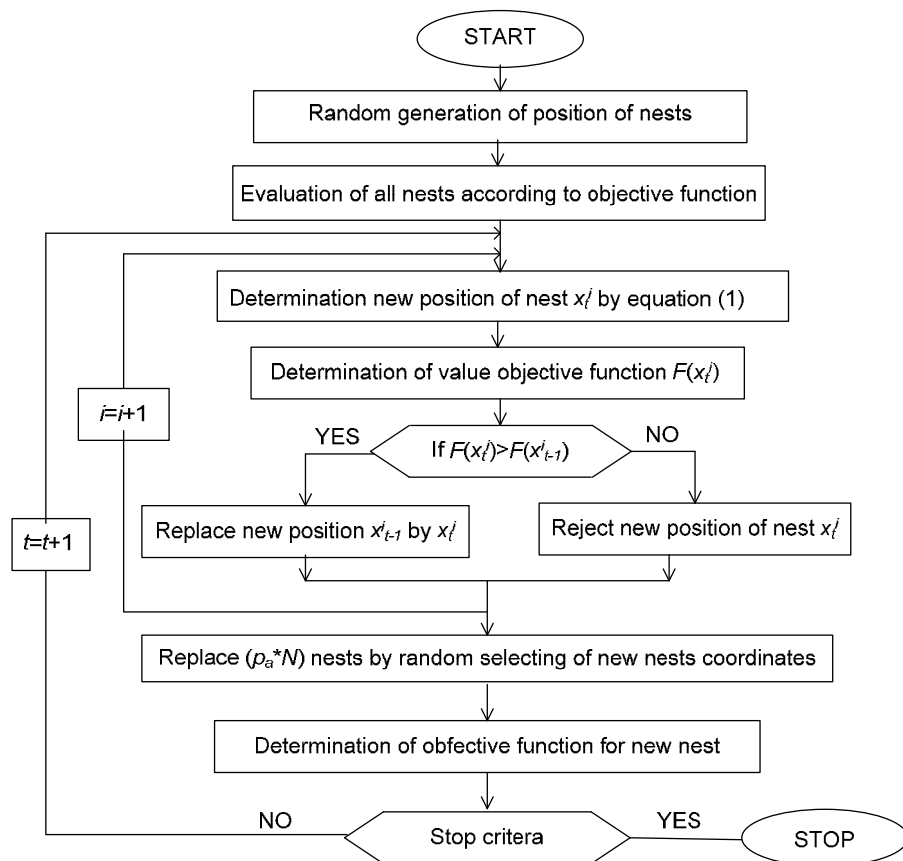 START
Random generation of position of nests
Evaluation of all nests according to objective function
Determination new position of nest xₜⁱ by equation (1)
Determination of value objective function F(xₜⁱ)
i=i+1
YES
If F(xₜⁱ)>F(xⁱₜ₋₁)
NO
Replace new position xⁱₜ₋₁ by xₜⁱ
Reject new position of nest xₜⁱ
t=t+1
Replace (pₐ*N) nests by random selecting of new nests coordinates
Determination of obfective function for new nest
NO
Stop critera
YES
STOP